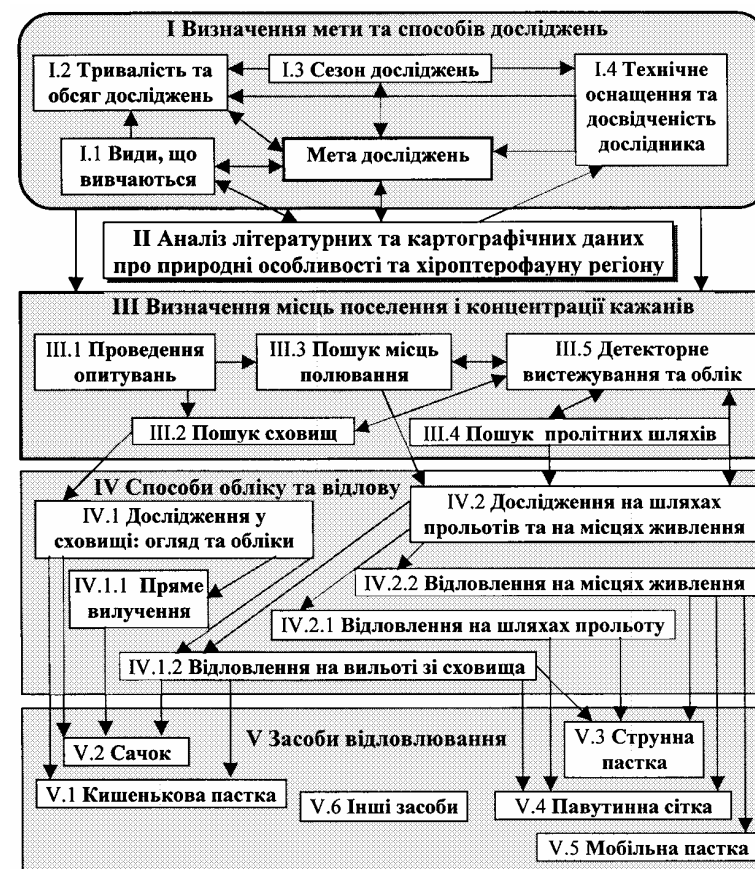 I Визначення мети та способів досліджень
I.2 Тривалість та
обсяг досліджень
I.3 Сезон досліджень
I.4 Технічне
оснащення та
досвідченість
дослідника
I.1 Види, що
вивчаються
Мета досліджень
II Аналіз літературних та картографічних даних
про природні особливості та хіроптерофауну регіону
III Визначення місць поселення і концентрації кажанів
III.1 Проведення
опитувань
III.3 Пошук місць
полювання
III.5 Детекторне
вистежування та облік
III.2 Пошук сховищ
III.4 Пошук пролітних шляхів
IV Способи обліку та відлову
IV.1 Дослідження у
сховищі: огляд та обліки
IV.2 Дослідження на шляхах
прольотів та на місцях живлення
IV.1.1 Пряме
вилучення
IV.2.2 Відловлення на місцях живлення
IV.2.1 Відловлення на шляхах прольоту
IV.1.2 Відловлення на вильоті зі сховища
V Засоби відловлювання
V.2 Сачок
V.3 Струнна
пастка
V.1 Кишенькова пастка
V.6 Інші засоби
V.4 Павутинна сітка
V.5 Мобільна пастка